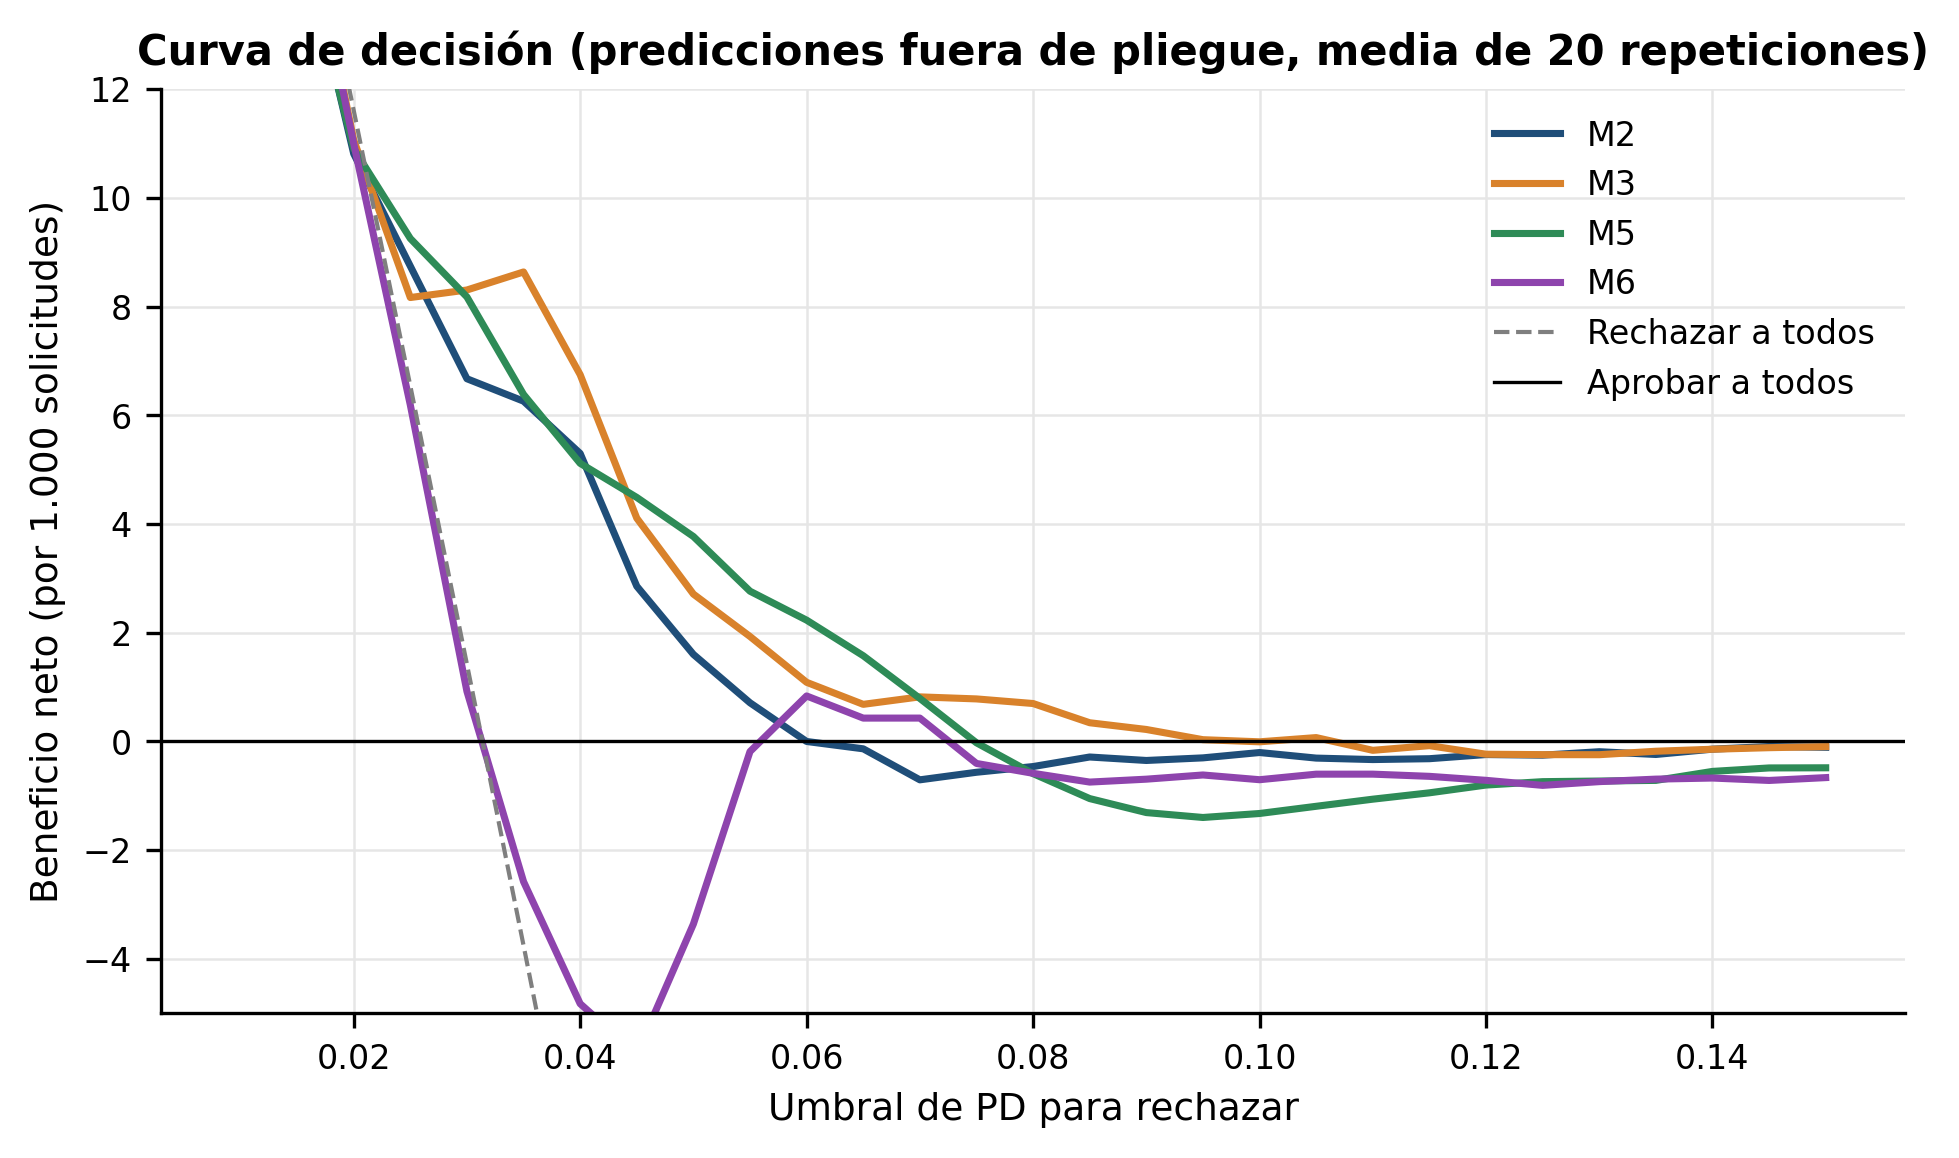 Curva de decisión (predicciones fuera de pliegue, media de 20 repeticiones)
12
10
8
6
4
2
0
−2
−4
Beneficio neto (por 1.000 solicitudes)
M2
M3
M5
M6
Rechazar a todos
Aprobar a todos
0.02
0.04
0.06
0.08
0.10
0.12
0.14
Umbral de PD para rechazar